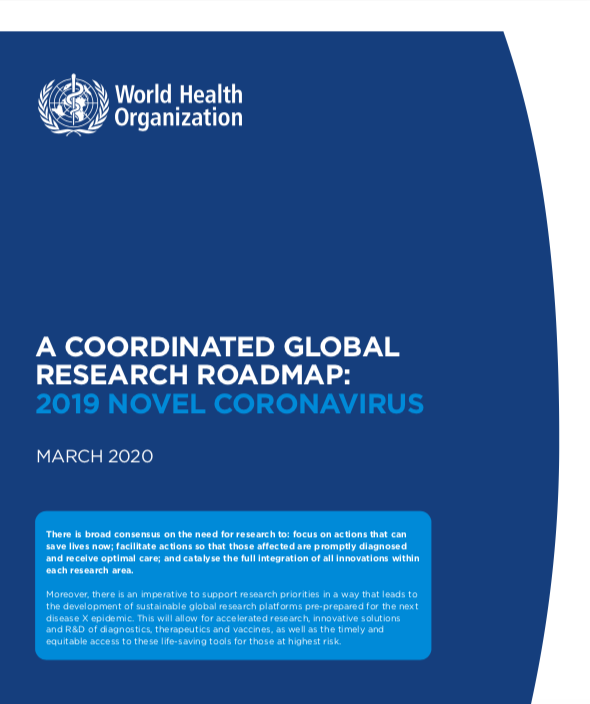 World Health
Organization
A COORDINATED GLOBAL
RESEARCH ROADMAP:
2019 NOVEL CORONAVIRUS
MARCH 2020
There is broad consensus on the need for research to: focus on actions that can
save lives now; facilitate actions so that those affected are promptly diagnosed
and receive optimal care; and catalyse the full integration of all innovations within
each research area.
Moreover, there is an imperative to support research priorities in a way that leads to
the development of sustainable global research platforms pre-prepared for the next
disease X epidemic. This will allow for accelerated research, innovative solutions
and R&D of diagnostics, therapeutics and vaccines, as well as the timely and
equitable access to these life-saving tools for those at highest risk.